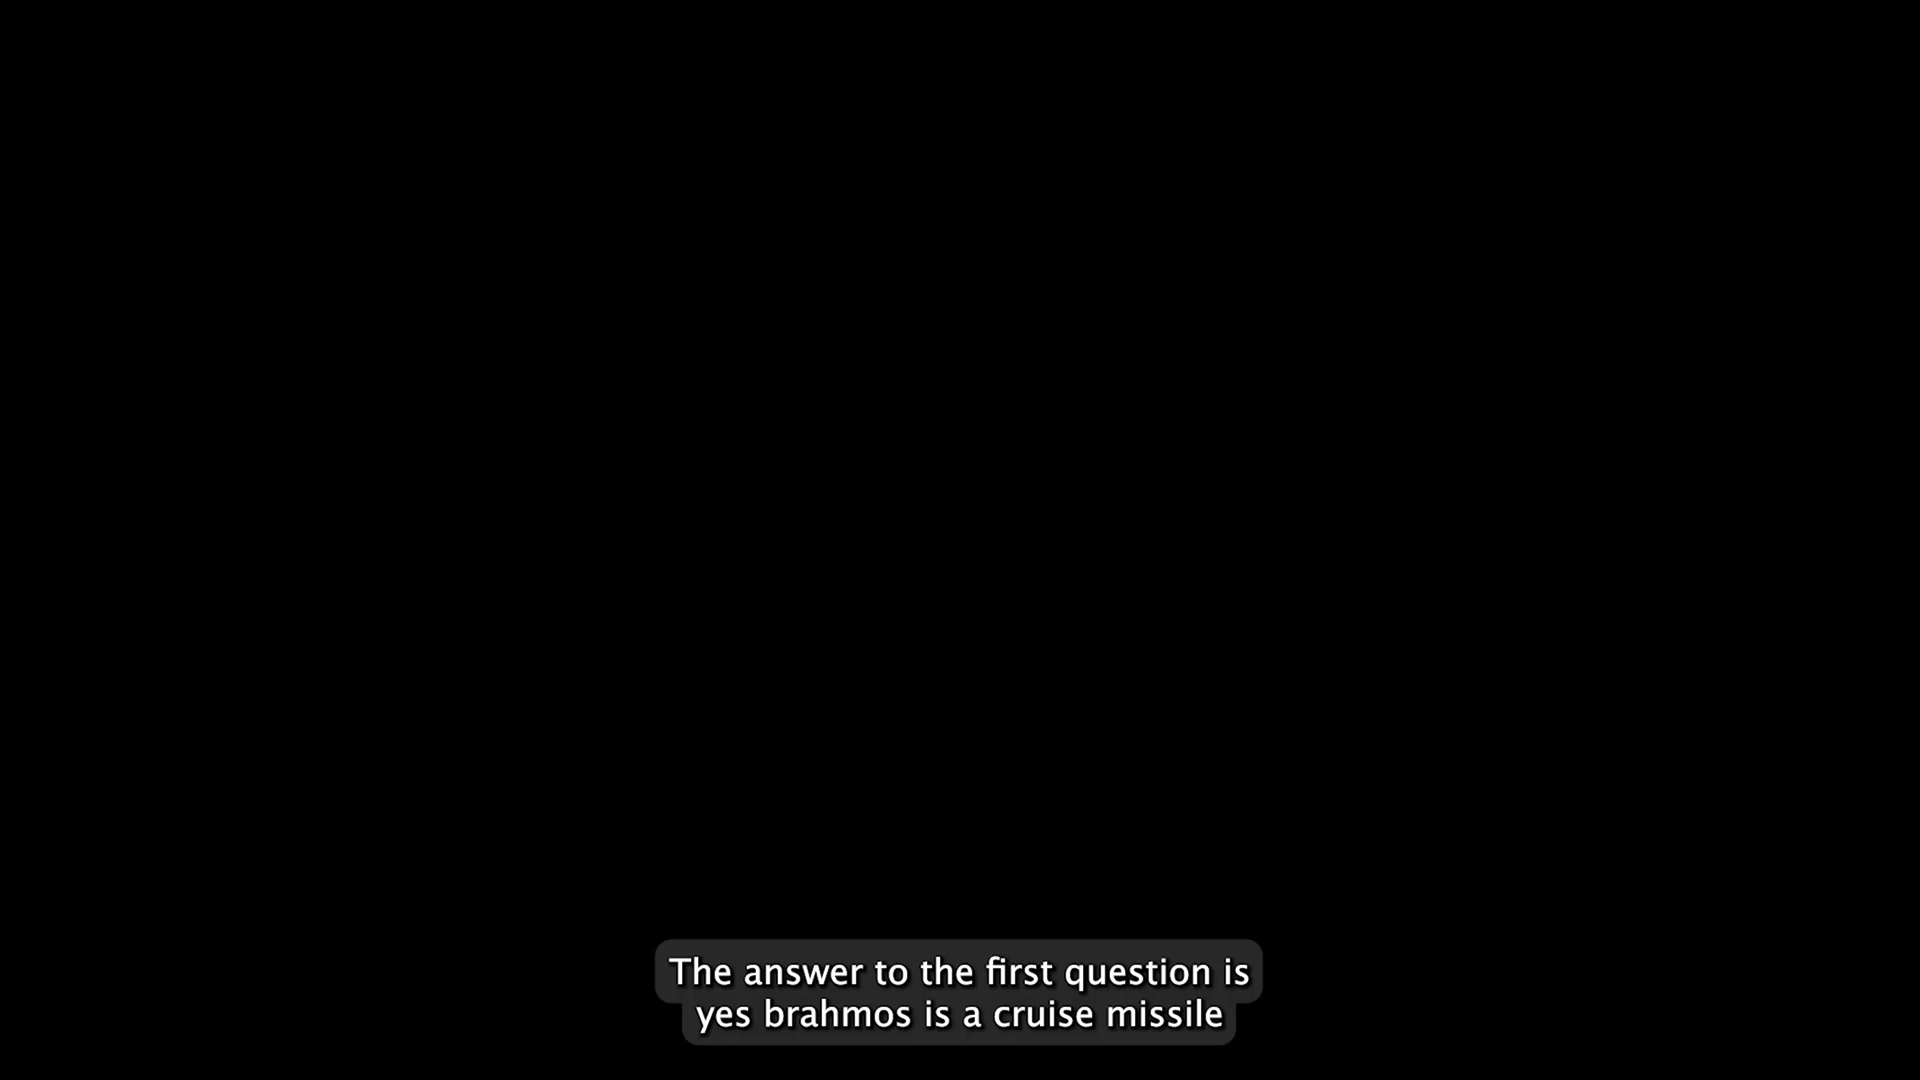 The answer to the first question is
yes brahmos is a cruise missile